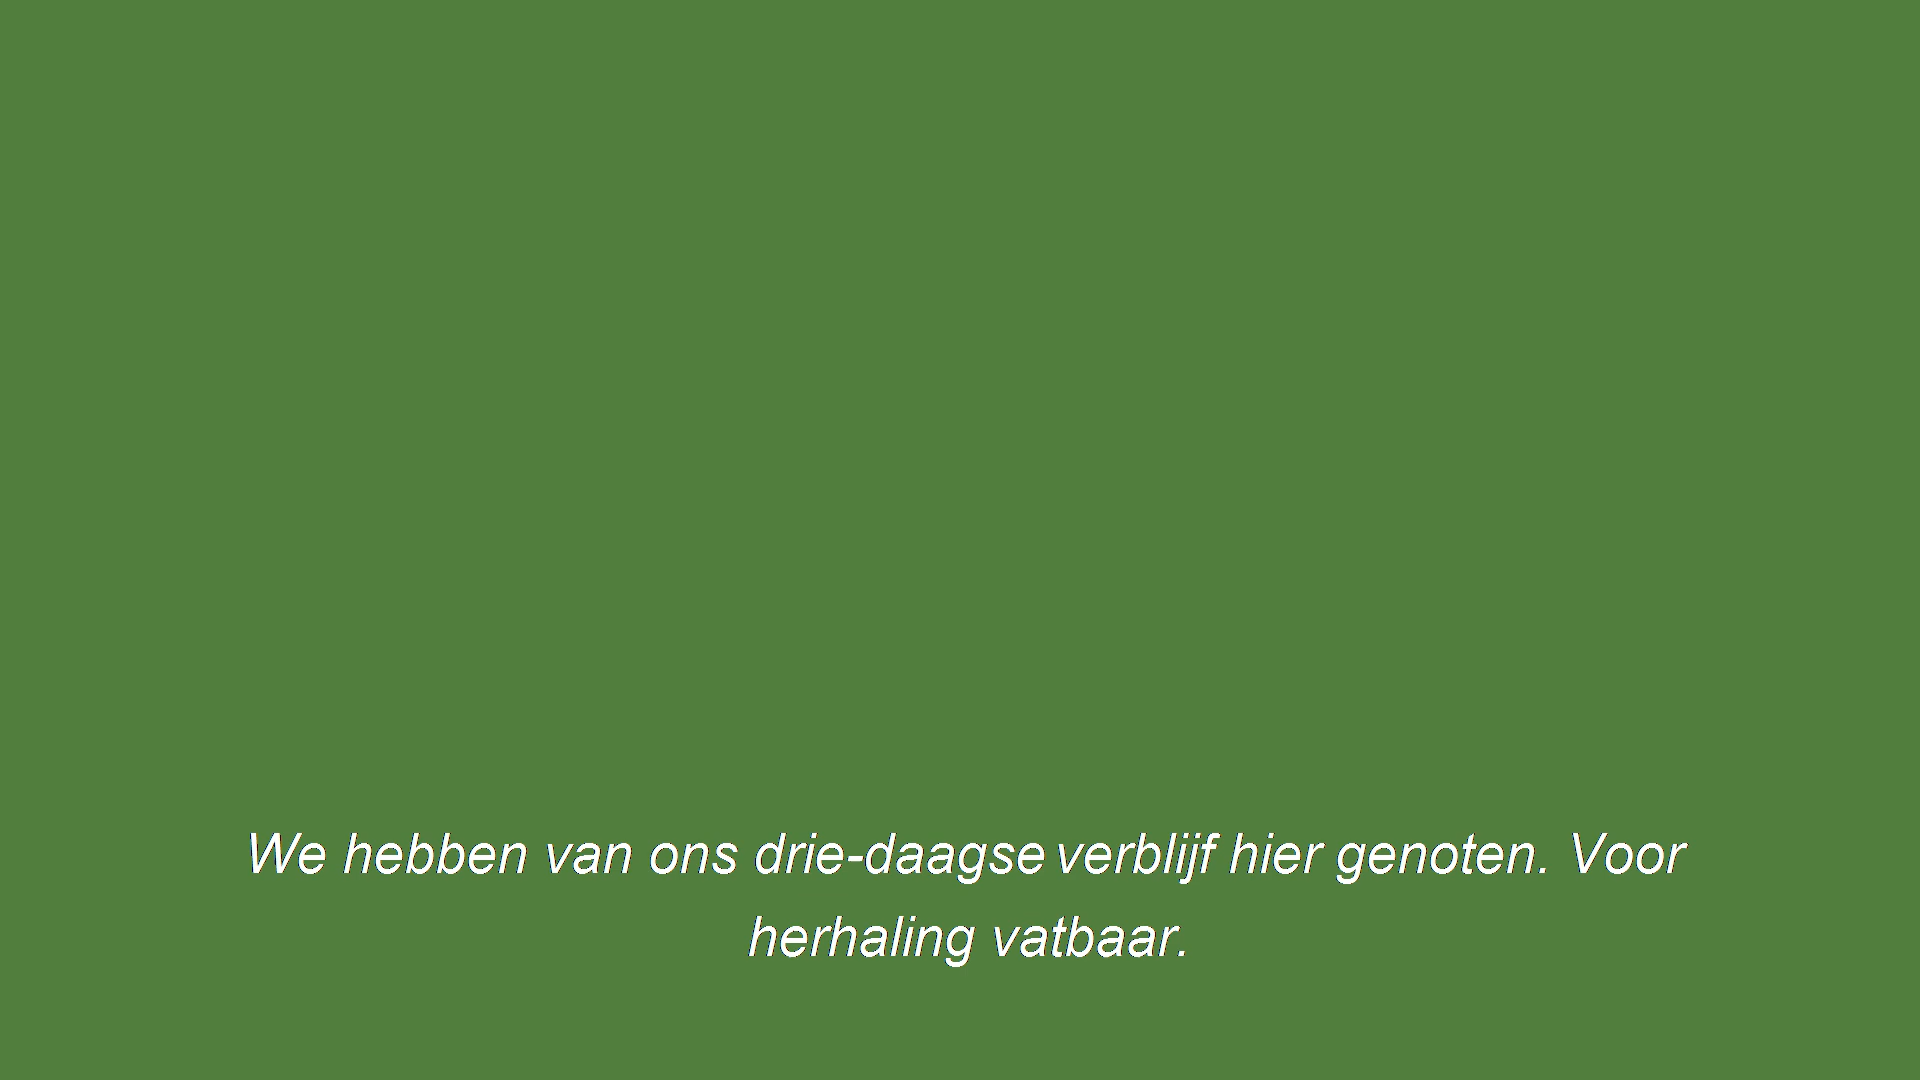 We hebben van ons drie-daagse verblijf hier genoten. Voor
herhaling vatbaar.